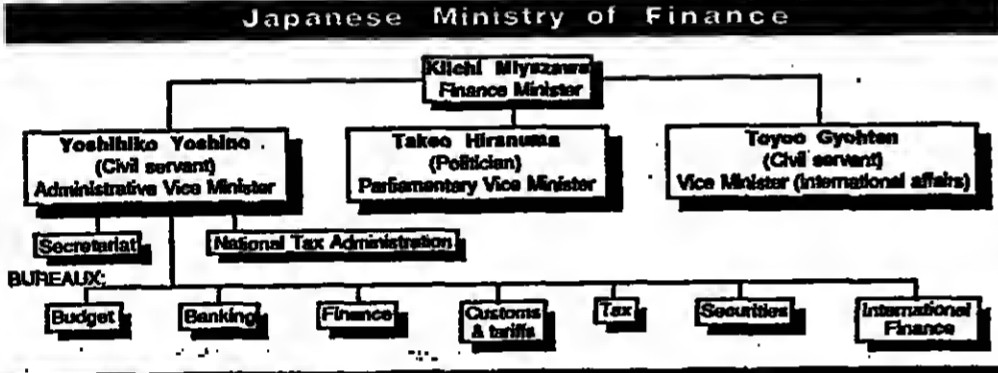 Japanese Ministry of Finance
Kiichi Miyazawa
Finance Minister
Yoshihiko Yoshino
(Civil servant)
Administrative Vice Minister
Takeo Hiranuma
(Politician)
Parliamentary Vice Minister
Toyoo Gyohten
(Civil servant)
Vice Minister (international affairs)
Secretariat
National Tax Administration
BUREAUX:
Budget
Banking
Finance
Customs
& tariffs
Tax
Securities
International
Finance